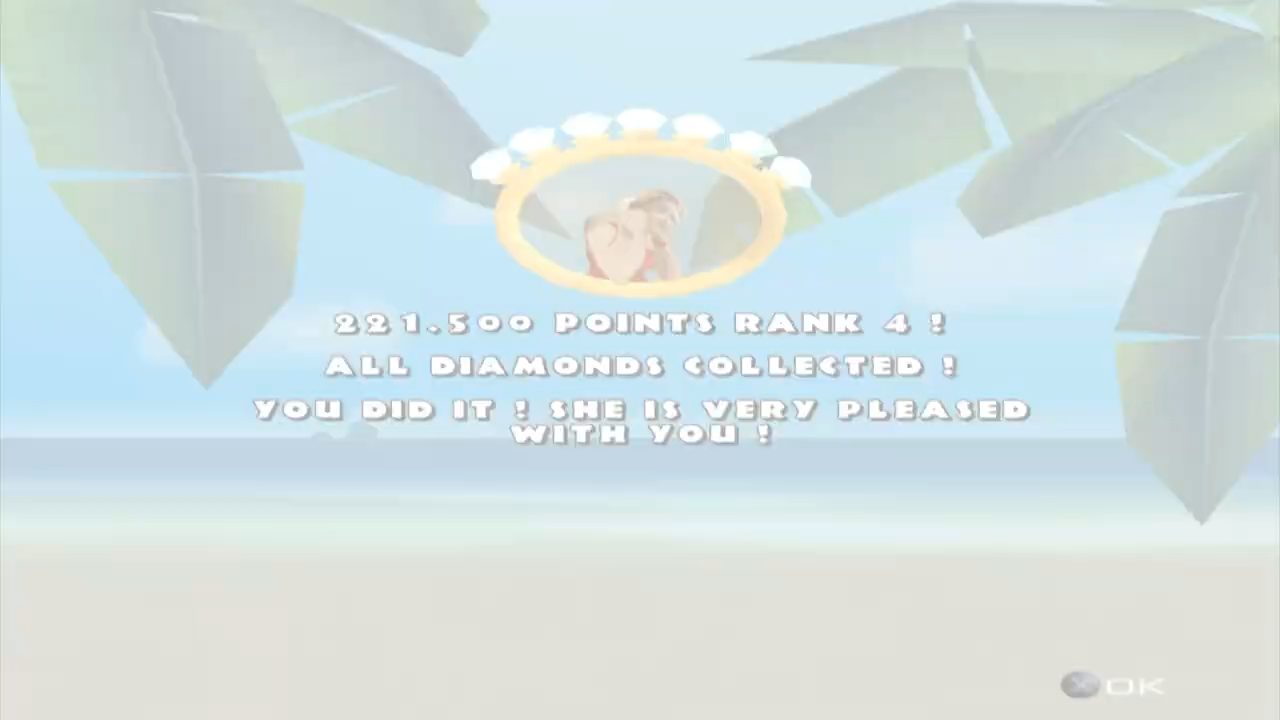 221.500 POINTS RANK 4 !
ALL DIAMONDS COLLECTED !
YOU DID IT ! SHE IS VERY PLEASED
WITH YOU !
OK